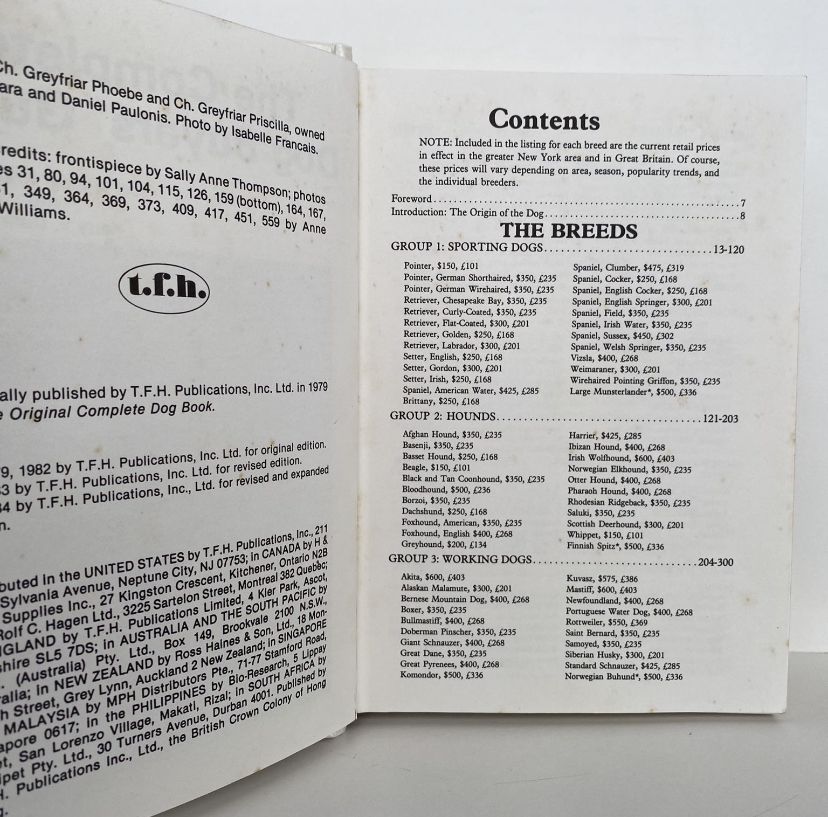 Ch. Greyfriar Phoebe and Ch. Greyfriar Priscilla, owned
ara and Daniel Paulonis. Photo by Isabelle Francais.
redits: frontispiece by Sally Anne Thompson; photos
es 31, 80, 94, 101, 104, 115, 126, 159 (bottom), 164, 167,
1, 349, 364, 369, 373, 409, 417, 451, 559 by Anne
Williams.
t.f.h.
ally published by T.F.H. Publications, Inc. Ltd. in 1979
e Original Complete Dog Book.
79, 1982 by T.F.H. Publications, Inc. Ltd. for original edition.
83 by T.F.H. Publications, Inc. Ltd. for revised edition.
84 by T.F.H. Publications, Inc., Ltd. for revised and expanded
n.
buted in the UNITED STATES by T.F.H. Publications, Inc., 211
Sylvania Avenue, Neptune City, NJ 07753; in CANADA by H &
Supplies Inc., 27 Kingston Crescent, Kitchener, Ontario N2B
Rolf C. Hagen Ltd., 3225 Sartelon Street, Montreal 382 Quebec;
NGLAND by T.F.H. Publications Limited, 4 Kier Park, Ascot,
shire SL5 7DS; in AUSTRALIA AND THE SOUTH PACIFIC by
. (Australia) Pty. Ltd., Box 149, Brookvale 2100 N.S.W.,
ralia; in NEW ZEALAND by Ross Haines & Son, Ltd., 18 Mon-
h Street, Grey Lynn, Auckland 2 New Zealand; in SINGAPORE
MALAYSIA by MPH Distributors Pte., 71-77 Stamford Road,
apore 0617; in the PHILIPPINES by Bio-Research, 5 Lippay
et, San Lorenzo Village, Makati, Rizal; in SOUTH AFRICA by
ipet Pty. Ltd., 30 Turners Avenue, Durban 4001. Published by
H. Publications Inc., Ltd., the British Crown Colony of Hong
g.
Contents
NOTE: Included in the listing for each breed are the current retail prices
in effect in the greater New York area and in Great Britain. Of course,
these prices will vary depending on area, season, popularity trends, and
the individual breeders.
Foreword....................7
Introduction: The Origin of the Dog....................8
THE BREEDS
GROUP 1: SPORTING DOGS....................13-120
Pointer, $150, £101
Pointer, German Shorthaired, $350, £235
Pointer, German Wirehaired, $350, £235
Retriever, Chesapeake Bay, $350, £235
Retriever, Curly-Coated, $350, £235
Retriever, Flat-Coated, $300, £201
Retriever, Golden, $250, £168
Retriever, Labrador, $300, £201
Setter, English, $250, £168
Setter, Gordon, $300, £201
Setter, Irish, $250, £168
Spaniel, American Water, $425, £285
Brittany, $250, £168
Spaniel, Clumber, $475, £319
Spaniel, Cocker, $250, £168
Spaniel, English Cocker, $250, £168
Spaniel, English Springer, $300, £201
Spaniel, Field, $350, £235
Spaniel, Irish Water, $350, £235
Spaniel, Sussex, $450, £302
Spaniel, Welsh Springer, $350, £235
Vizsla, $400, £268
Weimaraner, $300, £201
Wirehaired Pointing Griffon, $350, £235
Large Munsterlander*, $500, £336
GROUP 2: HOUNDS....................121-203
Afghan Hound, $350, £235
Basenji, $350, £235
Basset Hound, $250, £168
Beagle, $150, £101
Black and Tan Coonhound, $350, £235
Bloodhound, $500, £236
Borzoi, $350, £235
Dachshund, $250, £168
Foxhound, American, $350, £235
Foxhound, English $400, £268
Greyhound, $200, £134
Harrier, $425, £285
Ibizan Hound, $400, £268
Irish Wolfhound, $600, £403
Norwegian Elkhound, $350, £235
Otter Hound, $400, £268
Pharaoh Hound, $400, £268
Rhodesian Ridgeback, $350, £235
Saluki, $350, £235
Scottish Deerhound, $300, £201
Whippet, $150, £101
Finnish Spitz*, $500, £336
GROUP 3: WORKING DOGS....................204-300
Akita, $600, £403
Alaskan Malamute, $300, £201
Bernese Mountain Dog, $400, £268
Boxer, $350, £235
Bullmastiff, $400, £268
Doberman Pinscher, $350, £235
Giant Schnauzer, $400, £268
Great Dane, $350, £235
Great Pyrenees, $400, £268
Komondor, $500, £336
Kuvasz, $575, £386
Mastiff, $600, £403
Newfoundland, $400, £268
Portuguese Water Dog, $400, £268
Rottweiler, $550, £369
Saint Bernard, $350, £235
Samoyed, $350, £235
Siberian Husky, $300, £201
Standard Schnauzer, $425, £285
Norwegian Buhund*, $500, £336